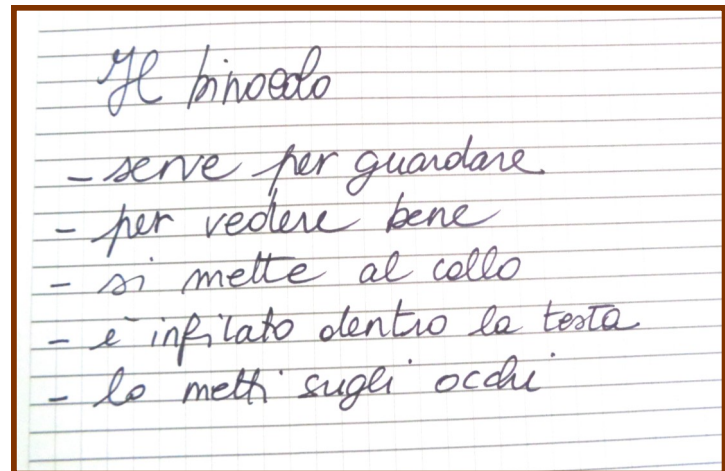 Il binocolo
- serve per guardare
- per vedere bene
- si mette al collo
- è infilato dentro la testa
- lo metti sugli occhi